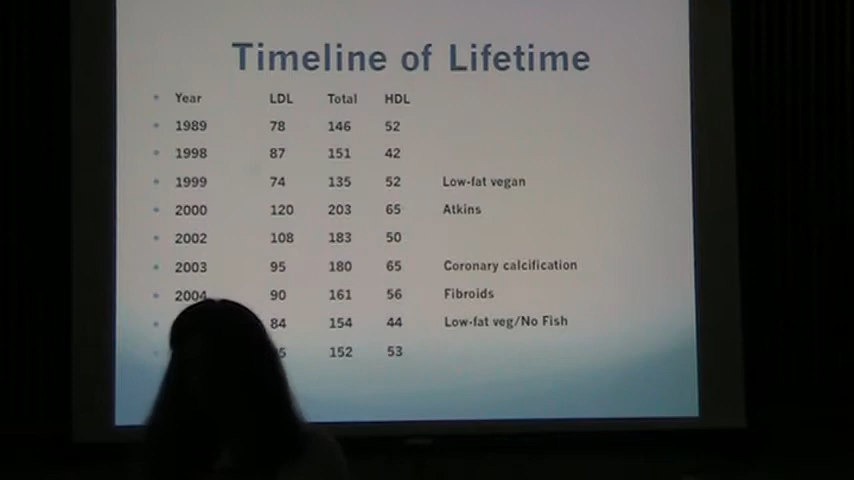 Timeline of Lifetime
Year LDL Total HDL
1989 78 146 52
1998 87 151 42
1999 74 135 52 Low-fat vegan
2000 120 203 65 Atkins
2002 108 183 50
2003 95 180 65 Coronary calcification
2004 90 161 56 Fibroids
84 154 44 Low-fat veg/No Fish
152 53